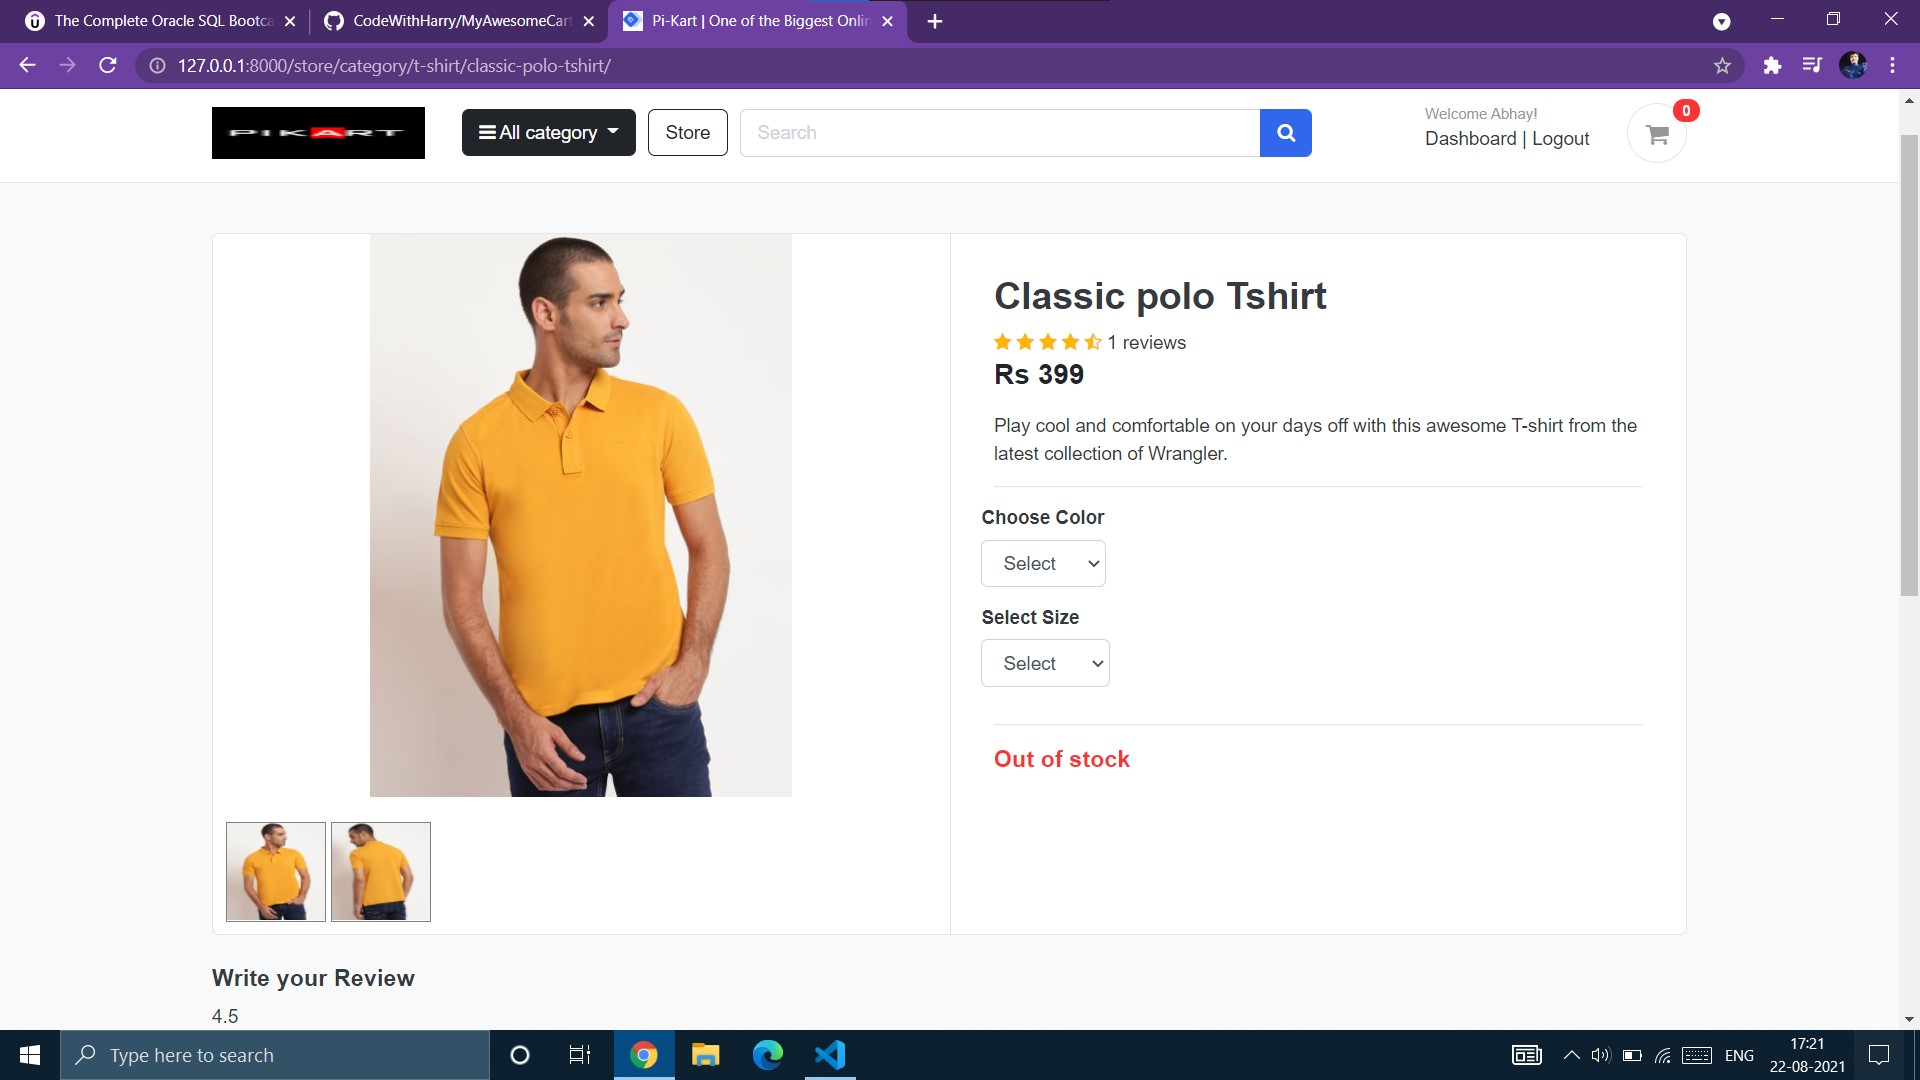 The Complete Oracle SQL Bootca
CodeWithHarry/MyAwesomeCart
Pi-Kart | One of the Biggest Onlin
127.0.0.1:8000/store/category/t-shirt/classic-polo-tshirt/
PIKART
All category
Store
Search
Welcome Abhay!
Dashboard | Logout
0
Classic polo Tshirt
1 reviews
Rs 399
Play cool and comfortable on your days off with this awesome T-shirt from the
latest collection of Wrangler.
Choose Color
Select
Select Size
Select
Out of stock
Write your Review
4.5
Type here to search
ENG
17:21
22-08-2021